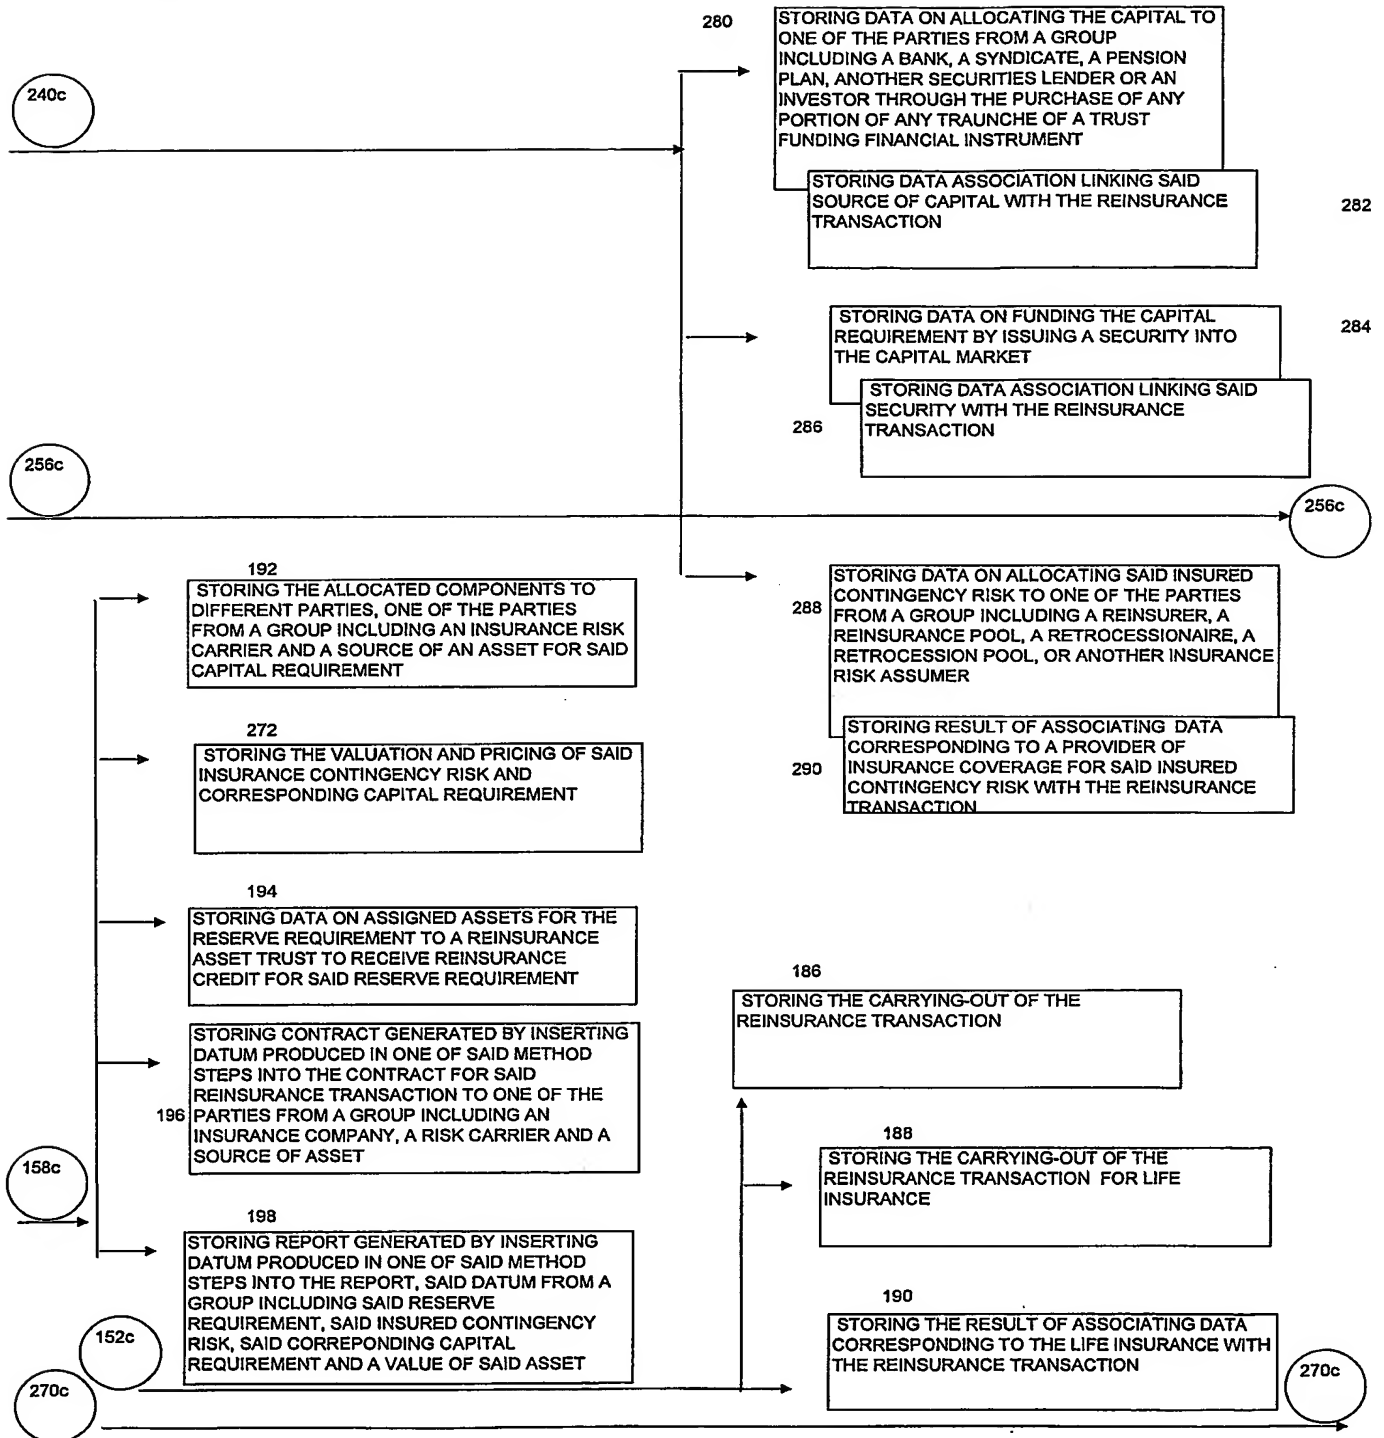 280
STORING DATA ON ALLOCATING THE CAPITAL TO
ONE OF THE PARTIES FROM A GROUP
INCLUDING A BANK, A SYNDICATE, A PENSION
PLAN, ANOTHER SECURITIES LENDER OR AN
INVESTOR THROUGH THE PURCHASE OF ANY
PORTION OF ANY TRAUNCHE OF A TRUST
FUNDING FINANCIAL INSTRUMENT
240c
STORING DATA ASSOCIATION LINKING SAID
SOURCE OF CAPITAL WITH THE REINSURANCE
TRANSACTION
282
STORING DATA ON FUNDING THE CAPITAL
REQUIREMENT BY ISSUING A SECURITY INTO
THE CAPITAL MARKET
284
STORING DATA ASSOCIATION LINKING SAID
SECURITY WITH THE REINSURANCE
TRANSACTION
286
256c
256c
192
STORING THE ALLOCATED COMPONENTS TO
DIFFERENT PARTIES, ONE OF THE PARTIES
FROM A GROUP INCLUDING AN INSURANCE RISK
CARRIER AND A SOURCE OF AN ASSET FOR SAID
CAPITAL REQUIREMENT
288
STORING DATA ON ALLOCATING SAID INSURED
CONTINGENCY RISK TO ONE OF THE PARTIES
FROM A GROUP INCLUDING A REINSURER, A
REINSURANCE POOL, A RETROCESSIONAIRE, A
RETROCESSION POOL, OR ANOTHER INSURANCE
RISK ASSUMER
272
STORING THE VALUATION AND PRICING OF SAID
INSURANCE CONTINGENCY RISK AND
CORRESPONDING CAPITAL REQUIREMENT
290
STORING RESULT OF ASSOCIATING DATA
CORRESPONDING TO A PROVIDER OF
INSURANCE COVERAGE FOR SAID INSURED
CONTINGENCY RISK WITH THE REINSURANCE
TRANSACTION
194
STORING DATA ON ASSIGNED ASSETS FOR THE
RESERVE REQUIREMENT TO A REINSURANCE
ASSET TRUST TO RECEIVE REINSURANCE
CREDIT FOR SAID RESERVE REQUIREMENT
186
STORING THE CARRYING-OUT OF THE
REINSURANCE TRANSACTION
STORING CONTRACT GENERATED BY INSERTING
DATUM PRODUCED IN ONE OF SAID METHOD
STEPS INTO THE CONTRACT FOR SAID
REINSURANCE TRANSACTION TO ONE OF THE
196 PARTIES FROM A GROUP INCLUDING AN
INSURANCE COMPANY, A RISK CARRIER AND A
SOURCE OF ASSET
188
STORING THE CARRYING-OUT OF THE
REINSURANCE TRANSACTION FOR LIFE
INSURANCE
158c
198
STORING REPORT GENERATED BY INSERTING
DATUM PRODUCED IN ONE OF SAID METHOD
STEPS INTO THE REPORT, SAID DATUM FROM A
GROUP INCLUDING SAID RESERVE
REQUIREMENT, SAID INSURED CONTINGENCY
RISK, SAID CORREPONDING CAPITAL
REQUIREMENT AND A VALUE OF SAID ASSET
190
STORING THE RESULT OF ASSOCIATING DATA
CORRESPONDING TO THE LIFE INSURANCE WITH
THE REINSURANCE TRANSACTION
152c
270c
270c